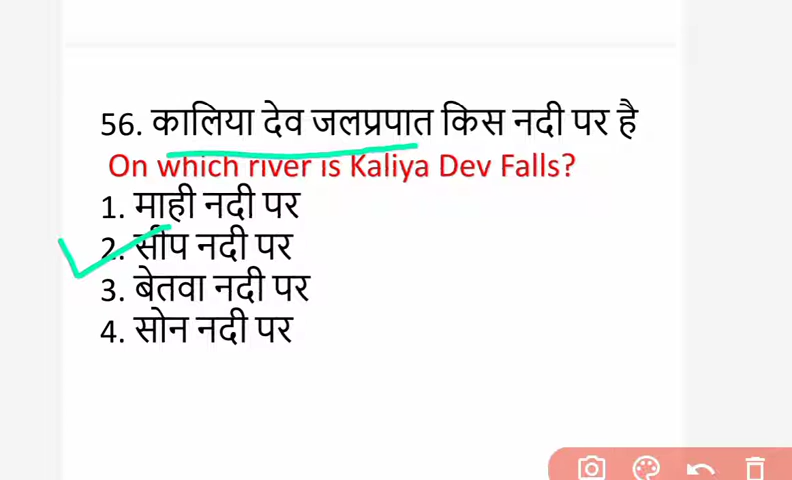 56. कालिया देव जलप्रपात किस नदी पर है
On which river is Kaliya Dev Falls?
1. माही नदी पर
2. सीप नदी पर
3. बेतवा नदी पर
4. सोन नदी पर